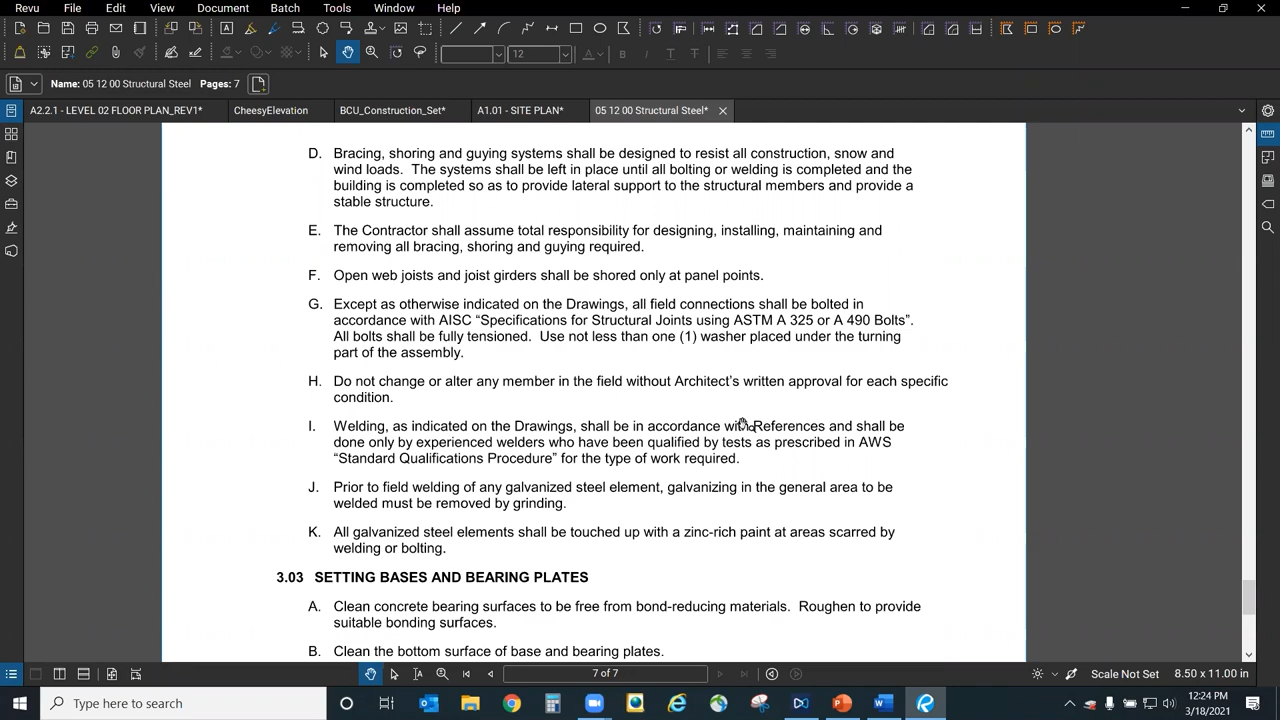 Revu File Edit View Document Batch Tools Window Help
12
Name: 05 12 00 Structural Steel Pages: 7
A2.2.1 - LEVEL 02 FLOOR PLAN_REV1* CheesyElevation BCU_Construction_Set* A1.01 - SITE PLAN* 05 12 00 Structural Steel*
D. Bracing, shoring and guying systems shall be designed to resist all construction, snow and
wind loads. The systems shall be left in place until all bolting or welding is completed and the
building is completed so as to provide lateral support to the structural members and provide a
stable structure.
E. The Contractor shall assume total responsibility for designing, installing, maintaining and
removing all bracing, shoring and guying required.
F. Open web joists and joist girders shall be shored only at panel points.
G. Except as otherwise indicated on the Drawings, all field connections shall be bolted in
accordance with AISC “Specifications for Structural Joints using ASTM A 325 or A 490 Bolts”.
All bolts shall be fully tensioned. Use not less than one (1) washer placed under the turning
part of the assembly.
H. Do not change or alter any member in the field without Architect’s written approval for each specific
condition.
I. Welding, as indicated on the Drawings, shall be in accordance with References and shall be
done only by experienced welders who have been qualified by tests as prescribed in AWS
“Standard Qualifications Procedure” for the type of work required.
J. Prior to field welding of any galvanized steel element, galvanizing in the general area to be
welded must be removed by grinding.
K. All galvanized steel elements shall be touched up with a zinc-rich paint at areas scarred by
welding or bolting.
3.03 SETTING BASES AND BEARING PLATES
A. Clean concrete bearing surfaces to be free from bond-reducing materials. Roughen to provide
suitable bonding surfaces.
B. Clean the bottom surface of base and bearing plates.
7 of 7 Scale Not Set 8.50 x 11.00 in
Type here to search
12:24 PM
3/18/2021